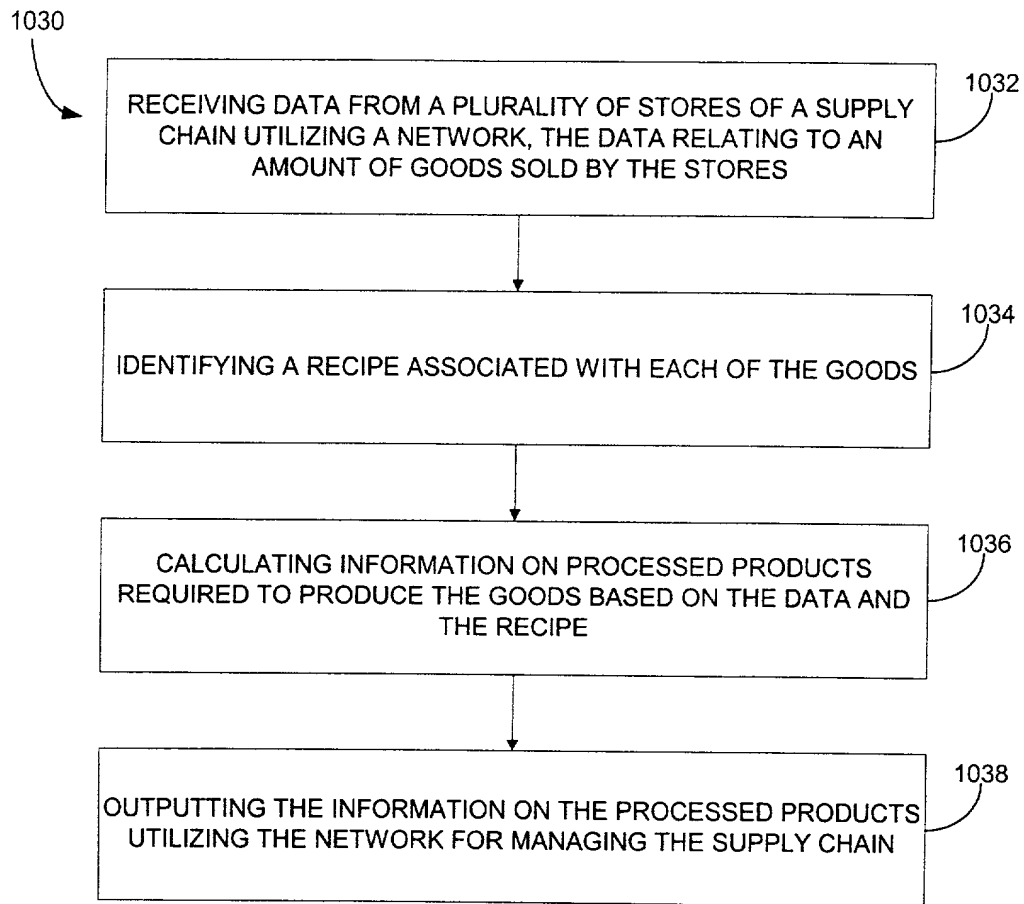 1030
1032
RECEIVING DATA FROM A PLURALITY OF STORES OF A SUPPLY
CHAIN UTILIZING A NETWORK, THE DATA RELATING TO AN
AMOUNT OF GOODS SOLD BY THE STORES
1034
IDENTIFYING A RECIPE ASSOCIATED WITH EACH OF THE GOODS
1036
CALCULATING INFORMATION ON PROCESSED PRODUCTS
REQUIRED TO PRODUCE THE GOODS BASED ON THE DATA AND
THE RECIPE
1038
OUTPUTTING THE INFORMATION ON THE PROCESSED PRODUCTS
UTILIZING THE NETWORK FOR MANAGING THE SUPPLY CHAIN